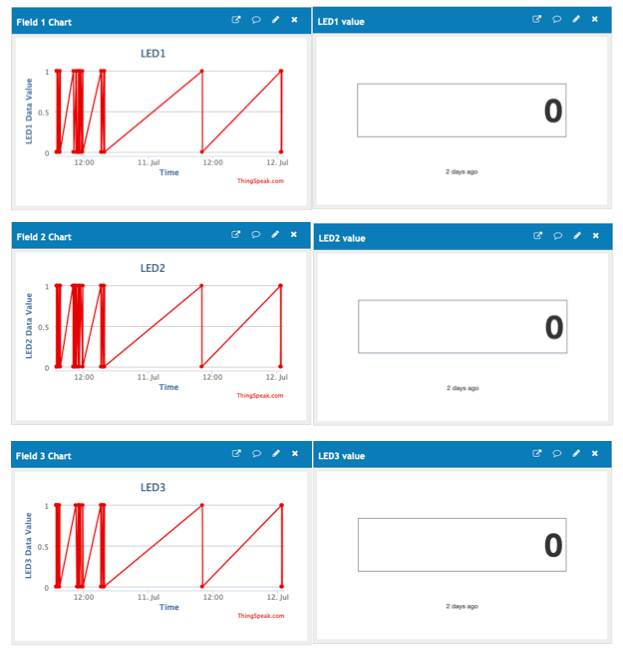 Field 1 Chart
LED1
LED1 Data Value
1
0.5
0
12:00 11. Jul 12:00 12. Jul
Time
ThingSpeak.com
LED1 value
0
2 days ago
Field 2 Chart
LED2
LED2 Data Value
1
0.5
0
12:00 11. Jul 12:00 12. Jul
Time
ThingSpeak.com
LED2 value
0
2 days ago
Field 3 Chart
LED3
LED3 Data Value
1
0.5
0
12:00 11. Jul 12:00 12. Jul
Time
ThingSpeak.com
LED3 value
0
2 days ago